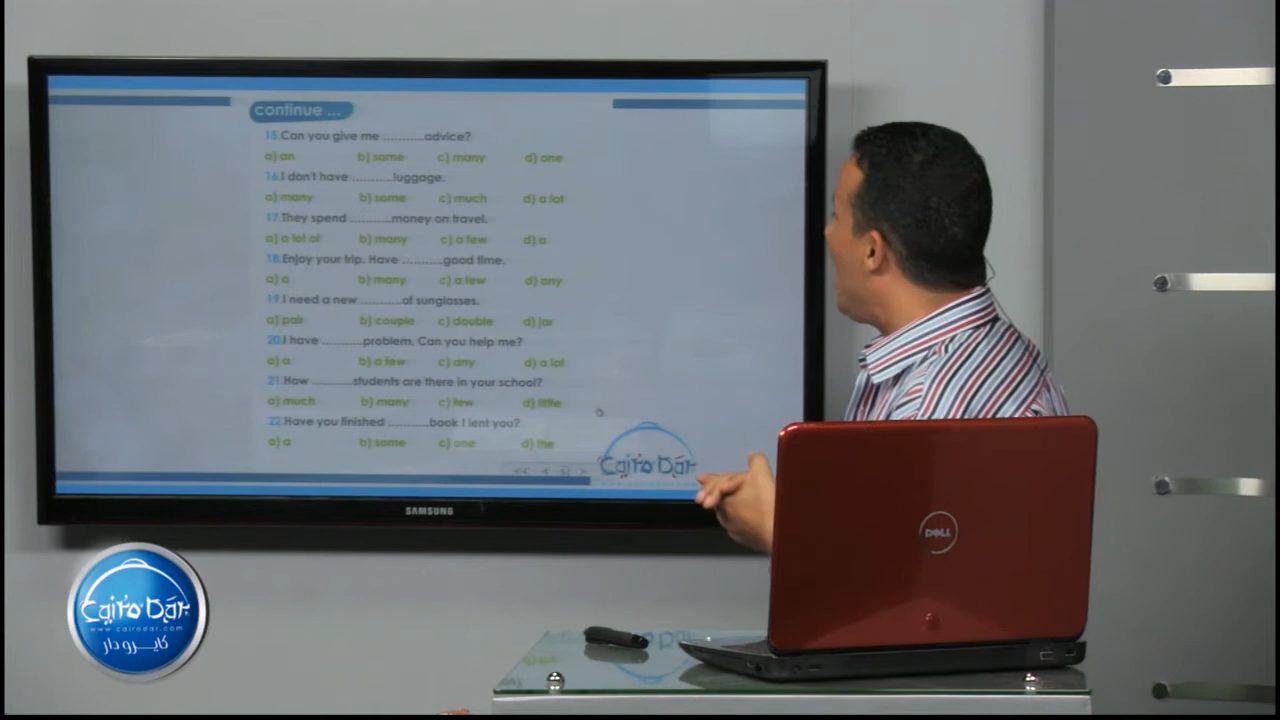 continue ...
15.Can you give me ...........advice?
a) an b) some c) many d) one
16.I don't have ...........luggage.
a) many b) some c) much d) a lot
17.They spend ...........money on travel.
a) a lot of b) many c) a few d) a
18.Enjoy your trip. Have ...........good time.
a) a b) many c) a few d) any
19.I need a new ...........of sunglasses.
a) pair b) couple c) double d) jar
20.I have ...........problem. Can you help me?
a) a b) a few c) any d) a lot
21.How ...........students are there in your school?
a) much b) many c) few d) little
22.Have you finished ...........book I lent you?
a) a b) some c) one d) the
Cairo Dar
SAMSUNG
DELL
Cairo Dar
www.cairodar.com
كايرو دار